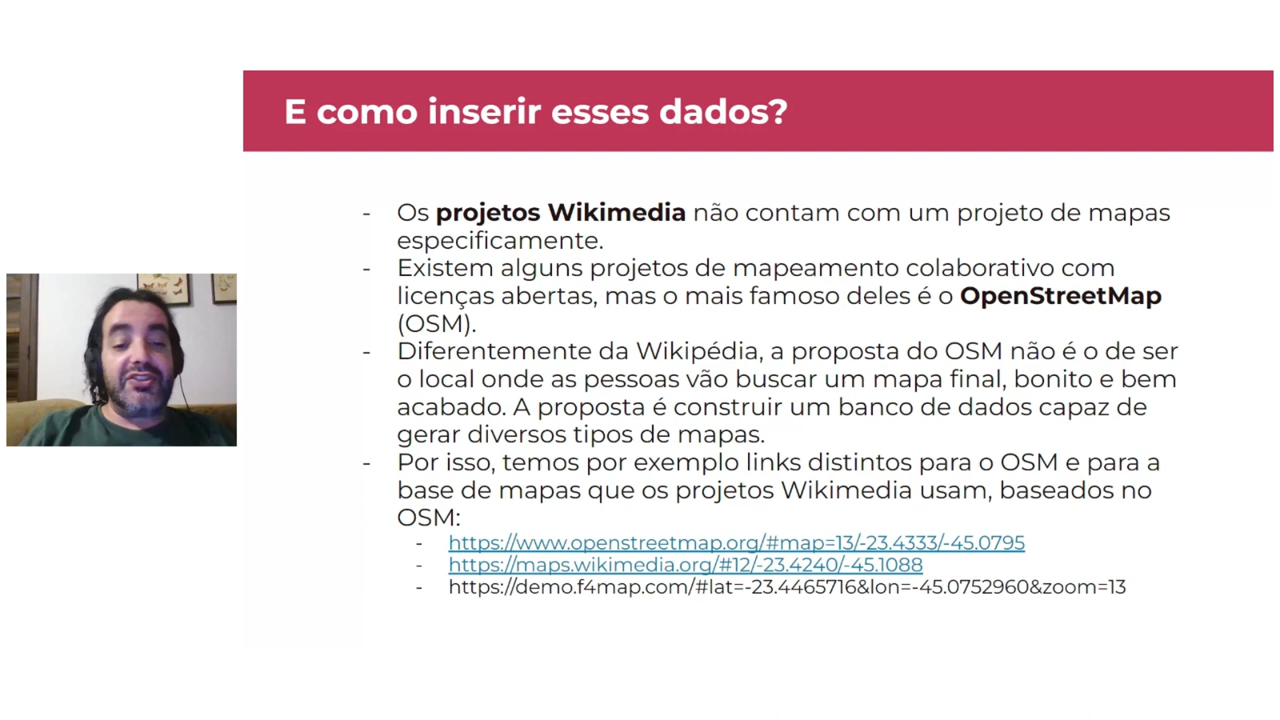 E como inserir esses dados?
- Os projetos Wikimedia não contam com um projeto de mapas
especificamente.
- Existem alguns projetos de mapeamento colaborativo com
licenças abertas, mas o mais famoso deles é o OpenStreetMap
(OSM).
- Diferentemente da Wikipédia, a proposta do OSM não é o de ser
o local onde as pessoas vão buscar um mapa final, bonito e bem
acabado. A proposta é construir um banco de dados capaz de
gerar diversos tipos de mapas.
- Por isso, temos por exemplo links distintos para o OSM e para a
base de mapas que os projetos Wikimedia usam, baseados no
OSM:
- https://www.openstreetmap.org/#map=13/-23.4333/-45.0795
- https://maps.wikimedia.org/#12/-23.4240/-45.1088
- https://demo.f4map.com/#lat=-23.4465716&lon=-45.0752960&zoom=13